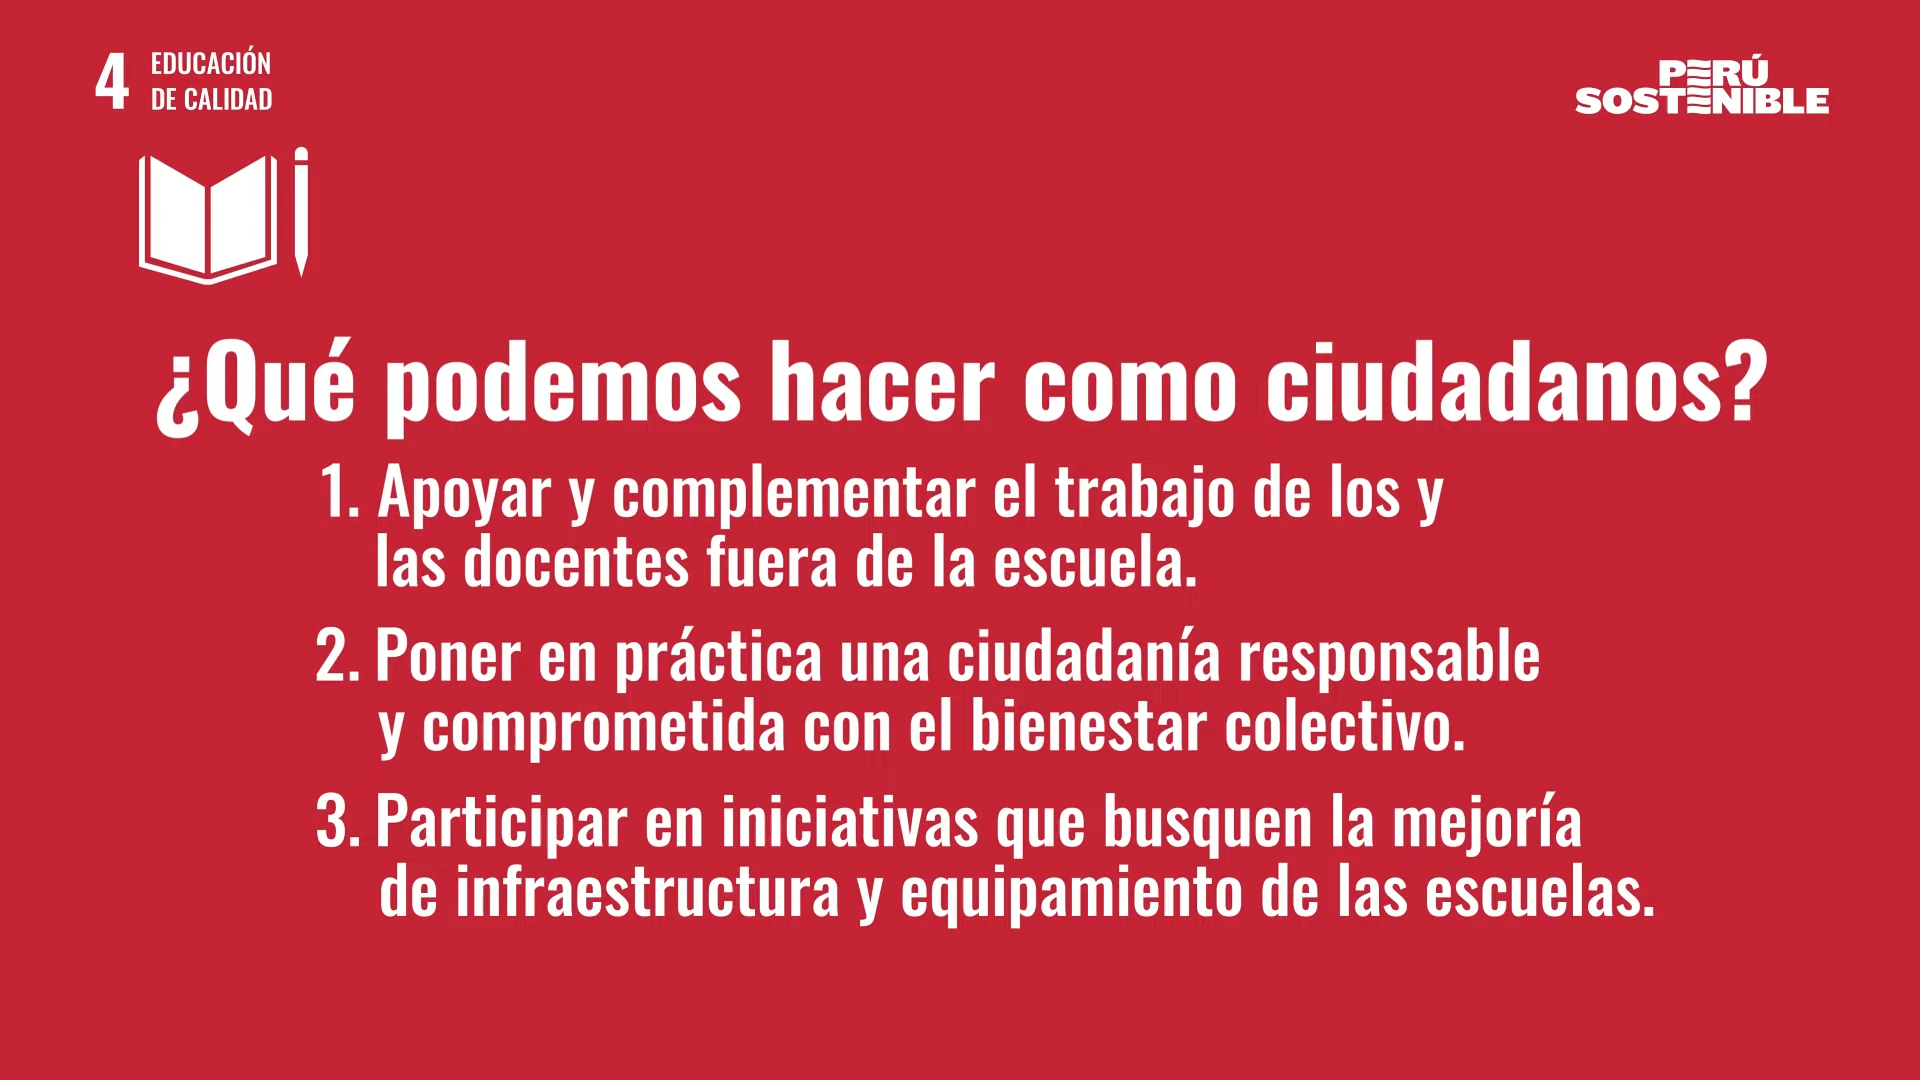 4
EDUCACIÓN
DE CALIDAD
PERÚ
SOSTENIBLE
¿Qué podemos hacer como ciudadanos?
1. Apoyar y complementar el trabajo de los y
las docentes fuera de la escuela.
2. Poner en práctica una ciudadanía responsable
y comprometida con el bienestar colectivo.
3. Participar en iniciativas que busquen la mejoría
de infraestructura y equipamiento de las escuelas.